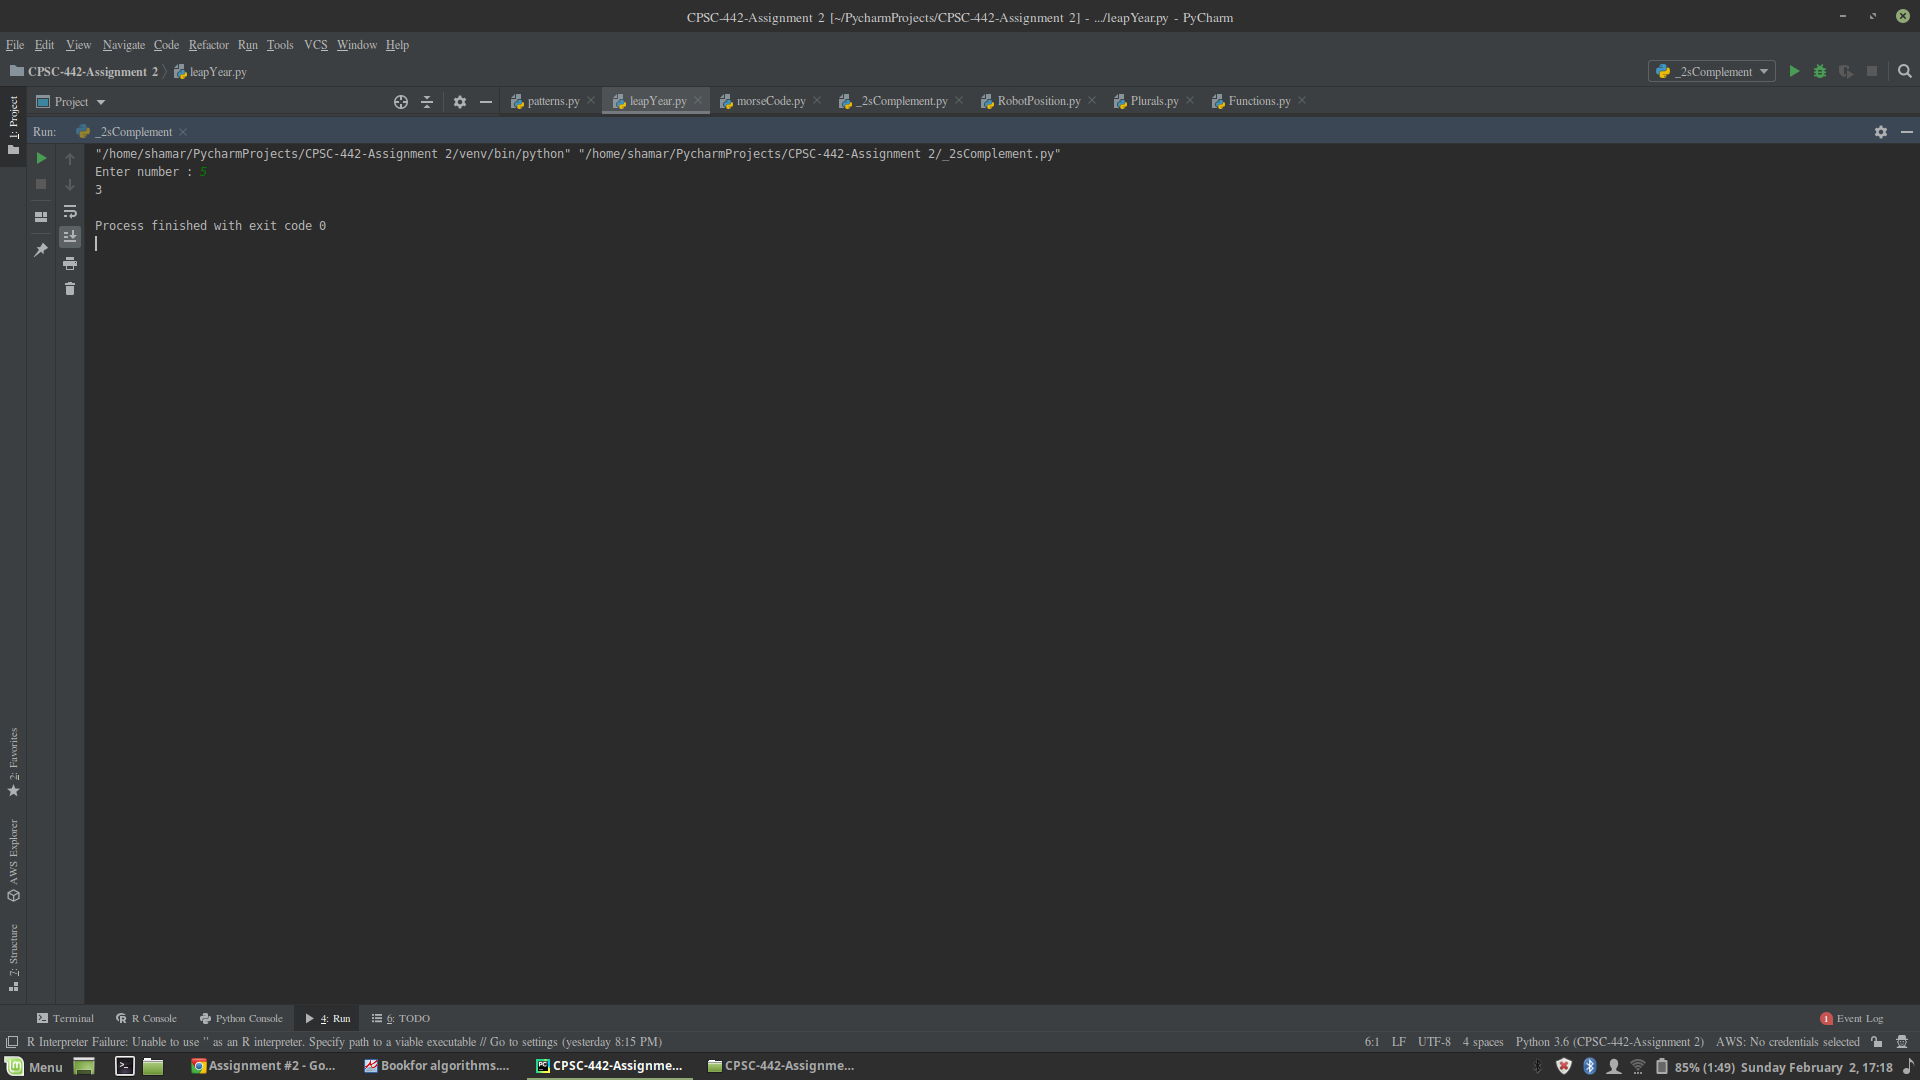 CPSC-442-Assignment 2 [~/PycharmProjects/CPSC-442-Assignment 2] - .../leapYear.py - PyCharm
File Edit View Navigate Code Refactor Run Tools VCS Window Help
CPSC-442-Assignment 2 leapYear.py _2sComplement
1: Project
Project patterns.py leapYear.py morseCode.py _2sComplement.py RobotPosition.py Plurals.py Functions.py
Run: _2sComplement
"/home/shamar/PycharmProjects/CPSC-442-Assignment 2/venv/bin/python" "/home/shamar/PycharmProjects/CPSC-442-Assignment 2/_2sComplement.py"
Enter number : 5
3
Process finished with exit code 0
2: Favorites
AWS Explorer
7: Structure
Terminal R Console Python Console 4: Run 6: TODO 1 Event Log
R Interpreter Failure: Unable to use '' as an R interpreter. Specify path to a viable executable // Go to settings (yesterday 8:15 PM) 6:1 LF UTF-8 4 spaces Python 3.6 (CPSC-442-Assignment 2) AWS: No credentials selected
Menu Assignment #2 - Go... Bookfor algorithms.... CPSC-442-Assignme... CPSC-442-Assignme... 85% (1:49) Sunday February 2, 17:18